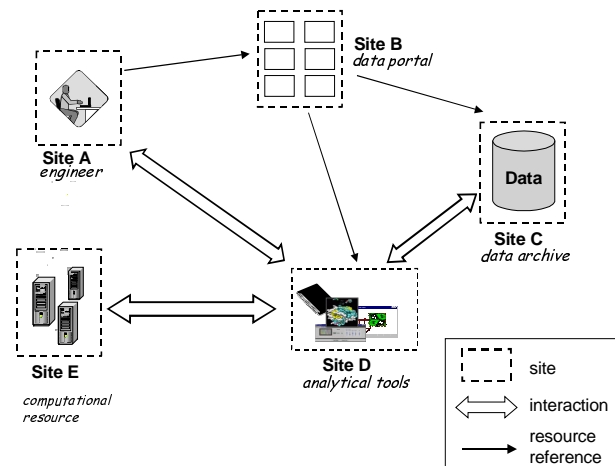 Site B
data portal
Site A
engineer
Data
Site C
data archive
Site D
analytical tools
Site E
computational
resource
site
interaction
resource
reference